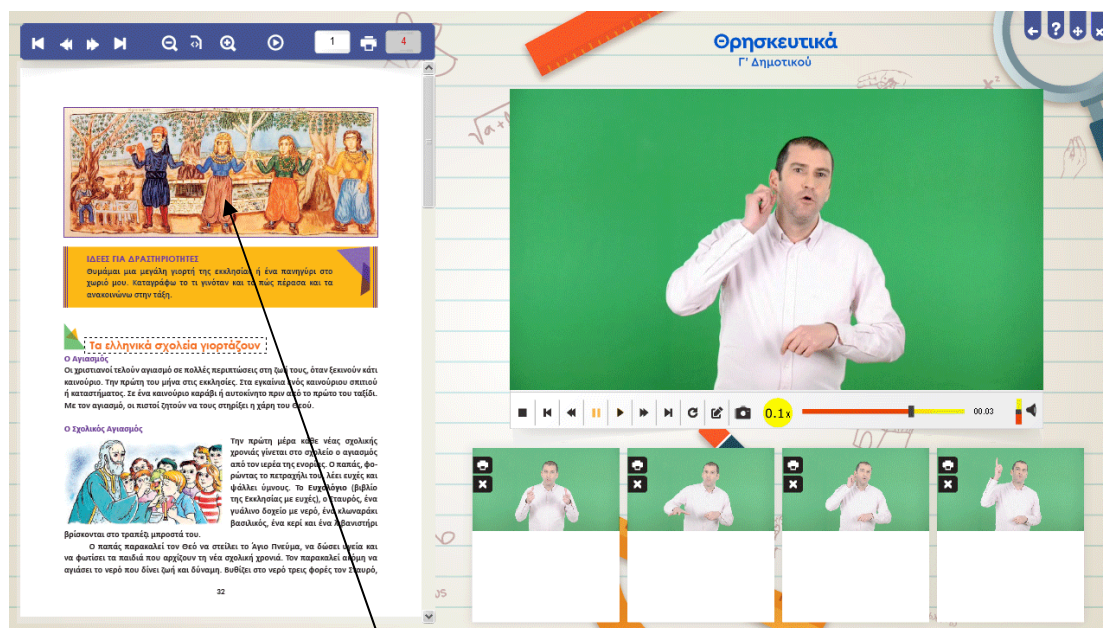 1
4
Θρησκευτικά
Γ' Δημοτικού
ΙΔΕΕΣ ΓΙΑ ΔΡΑΣΤΗΡΙΟΤΗΤΕΣ
Θυμάμαι μια μεγάλη γιορτή της εκκλησίας ή ένα πανηγύρι στο
χωριό μου. Καταγράφω το τι γινόταν και το πώς πέρασα και τα
ανακοινώνω στην τάξη.
Τα ελληνικά σχολεία γιορτάζουν
Ο Αγιασμός
Οι χριστιανοί τελούν αγιασμό σε πολλές περιπτώσεις στη ζωή τους, όταν ξεκινούν κάτι
καινούριο. Την πρώτη του μήνα στις εκκλησίες. Στα εγκαίνια ενός καινούριου σπιτιού
ή καταστήματος. Σε ένα καινούριο καράβι ή αυτοκίνητο πριν από το πρώτο του ταξίδι.
Με τον αγιασμό, οι πιστοί ζητούν να τους στηρίξει η χάρη του Θεού.
Ο Σχολικός Αγιασμός
Την πρώτη μέρα κάθε νέας σχολικής
χρονιάς γίνεται στο σχολείο ο αγιασμός
από τον ιερέα της ενορίας. Ο παπάς, φο-
ρώντας το πετραχήλι του, λέει ευχές και
ψάλλει ύμνους. Το Ευχολόγιο (βιβλίο
της Εκκλησίας με ευχές), ο Σταυρός, ένα
γυάλινο δοχείο με νερό, ένα κλωναράκι
βασιλικός, ένα κερί και ένα λιβανιστήρι
βρίσκονται στο τραπέζι μπροστά του.
Ο παπάς παρακαλεί τον Θεό να στείλει το Άγιο Πνεύμα, να δώσει υγεία και
να φωτίσει τα παιδιά που αρχίζουν τη νέα σχολική χρονιά. Τον παρακαλεί ακόμη να
αγιάσει το νερό που δίνει ζωή και δύναμη. Βυθίζει στο νερό τρεις φορές τον Σταυρό,
32
0.1x
00.03